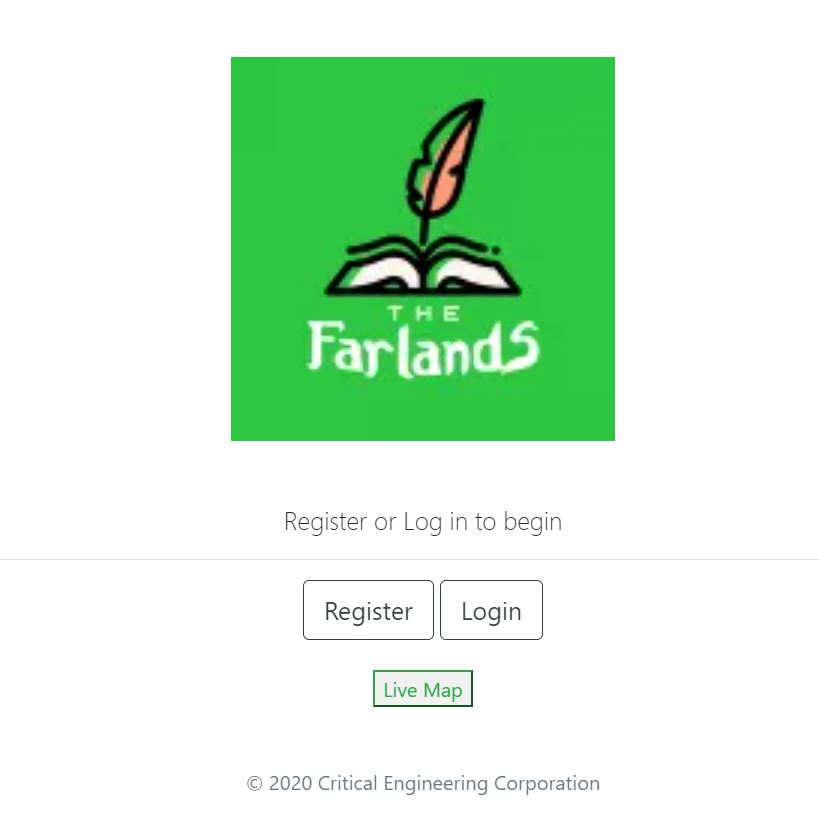 THE
Farlands
Register or Log in to begin
Register Login
Live Map
© 2020 Critical Engineering Corporation